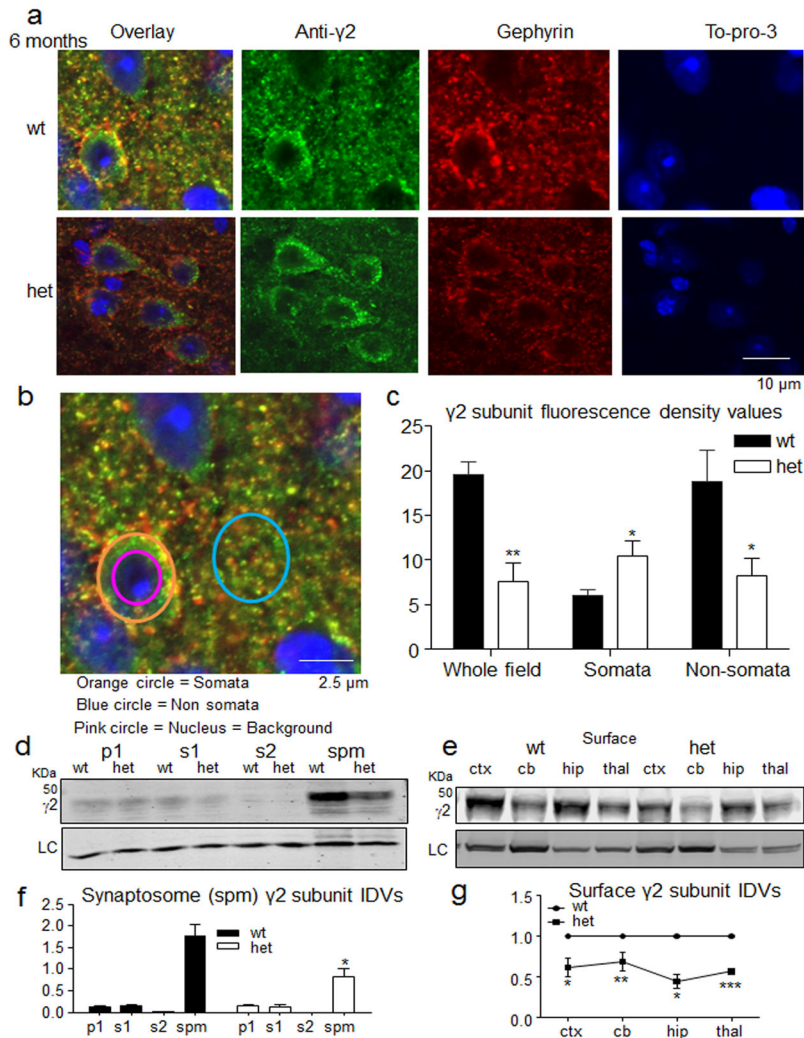 a
6 months
Overlay
Anti-γ2
Gephyrin
To-pro-3
wt
het
10 µm
b
Orange circle = Somata
2.5 µm
Blue circle = Non somata
Pink circle = Nucleus = Background
c
γ2 subunit fluorescence density values
25
20
15
10
5
0
wt
het
**
*
*
Whole field
Somata
Non-somata
d
p1
s1
s2
spm
KDa
wt
het
wt
het
wt
het
wt
het
50
γ2
LC
e
Surface
wt
het
KDa
ctx
cb
hip
thal
ctx
cb
hip
thal
50
γ2
LC
f
Synaptosome (spm) γ2 subunit IDVs
2.5
2.0
1.5
1.0
0.5
0.0
wt
het
*
p1
s1
s2
spm
p1
s1
s2
spm
g
Surface γ2 subunit IDVs
wt
het
1.5
1.0
0.5
0.0
*
**
*
***
ctx
cb
hip
thal